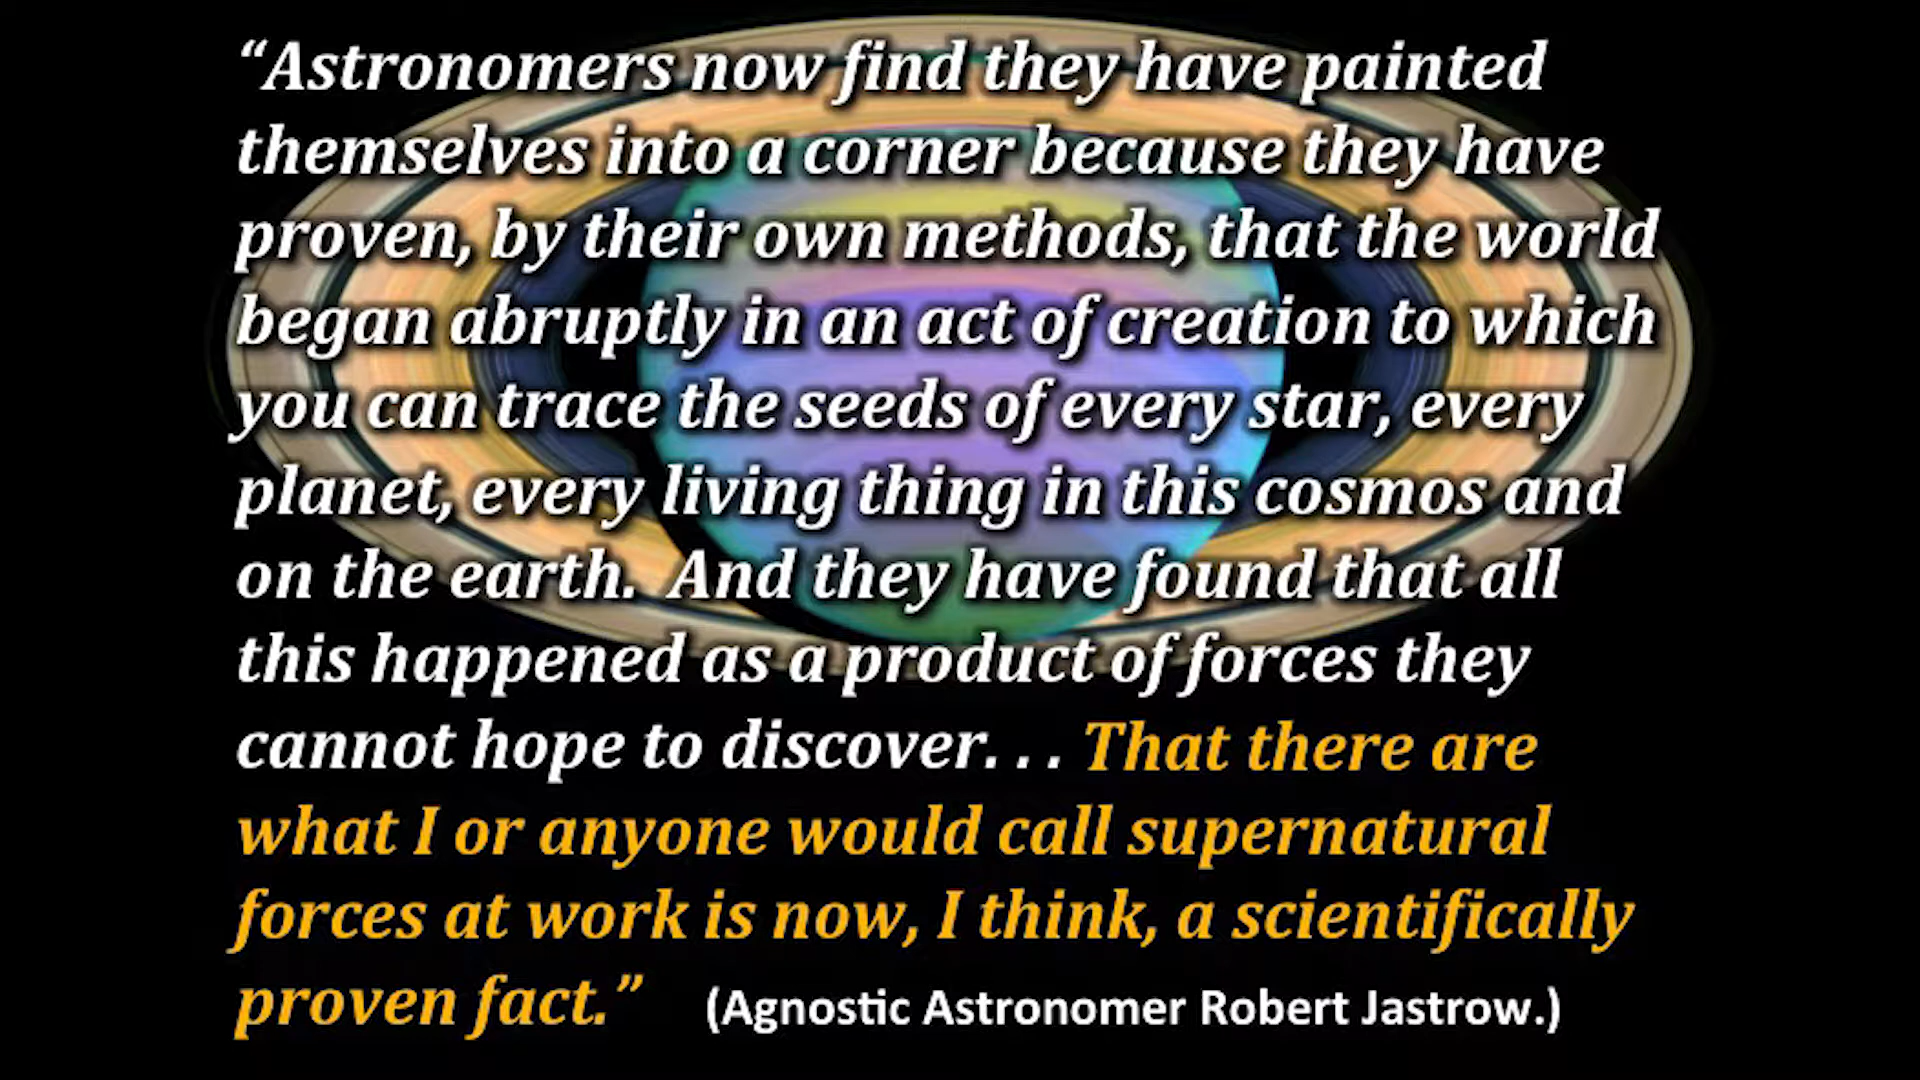 “Astronomers now find they have painted
themselves into a corner because they have
proven, by their own methods, that the world
began abruptly in an act of creation to which
you can trace the seeds of every star, every
planet, every living thing in this cosmos and
on the earth.  And they have found that all
this happened as a product of forces they
cannot hope to discover. . . That there are
what I or anyone would call supernatural
forces at work is now, I think, a scientifically
proven fact.”   (Agnostic Astronomer Robert Jastrow.)